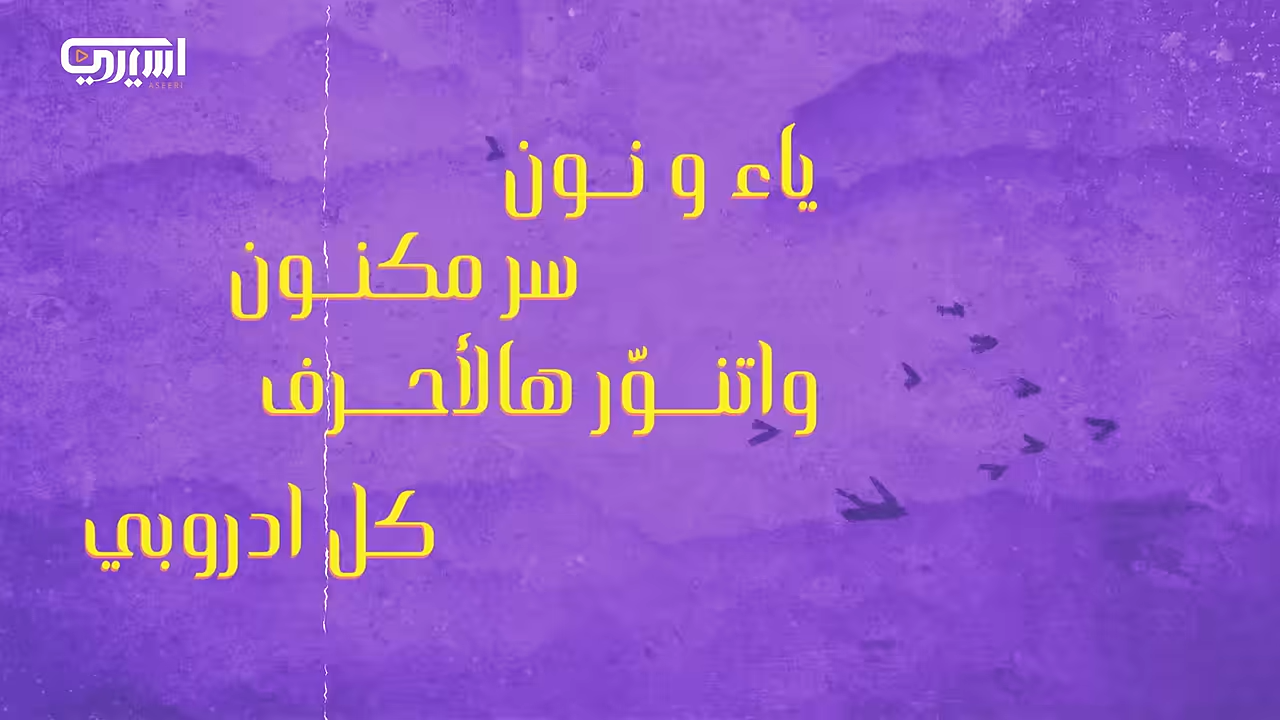 اسيري
ASEERI
ياء و نـون
سر مكنـون
واتنـوّر هالأحـرف
كل ادروبي